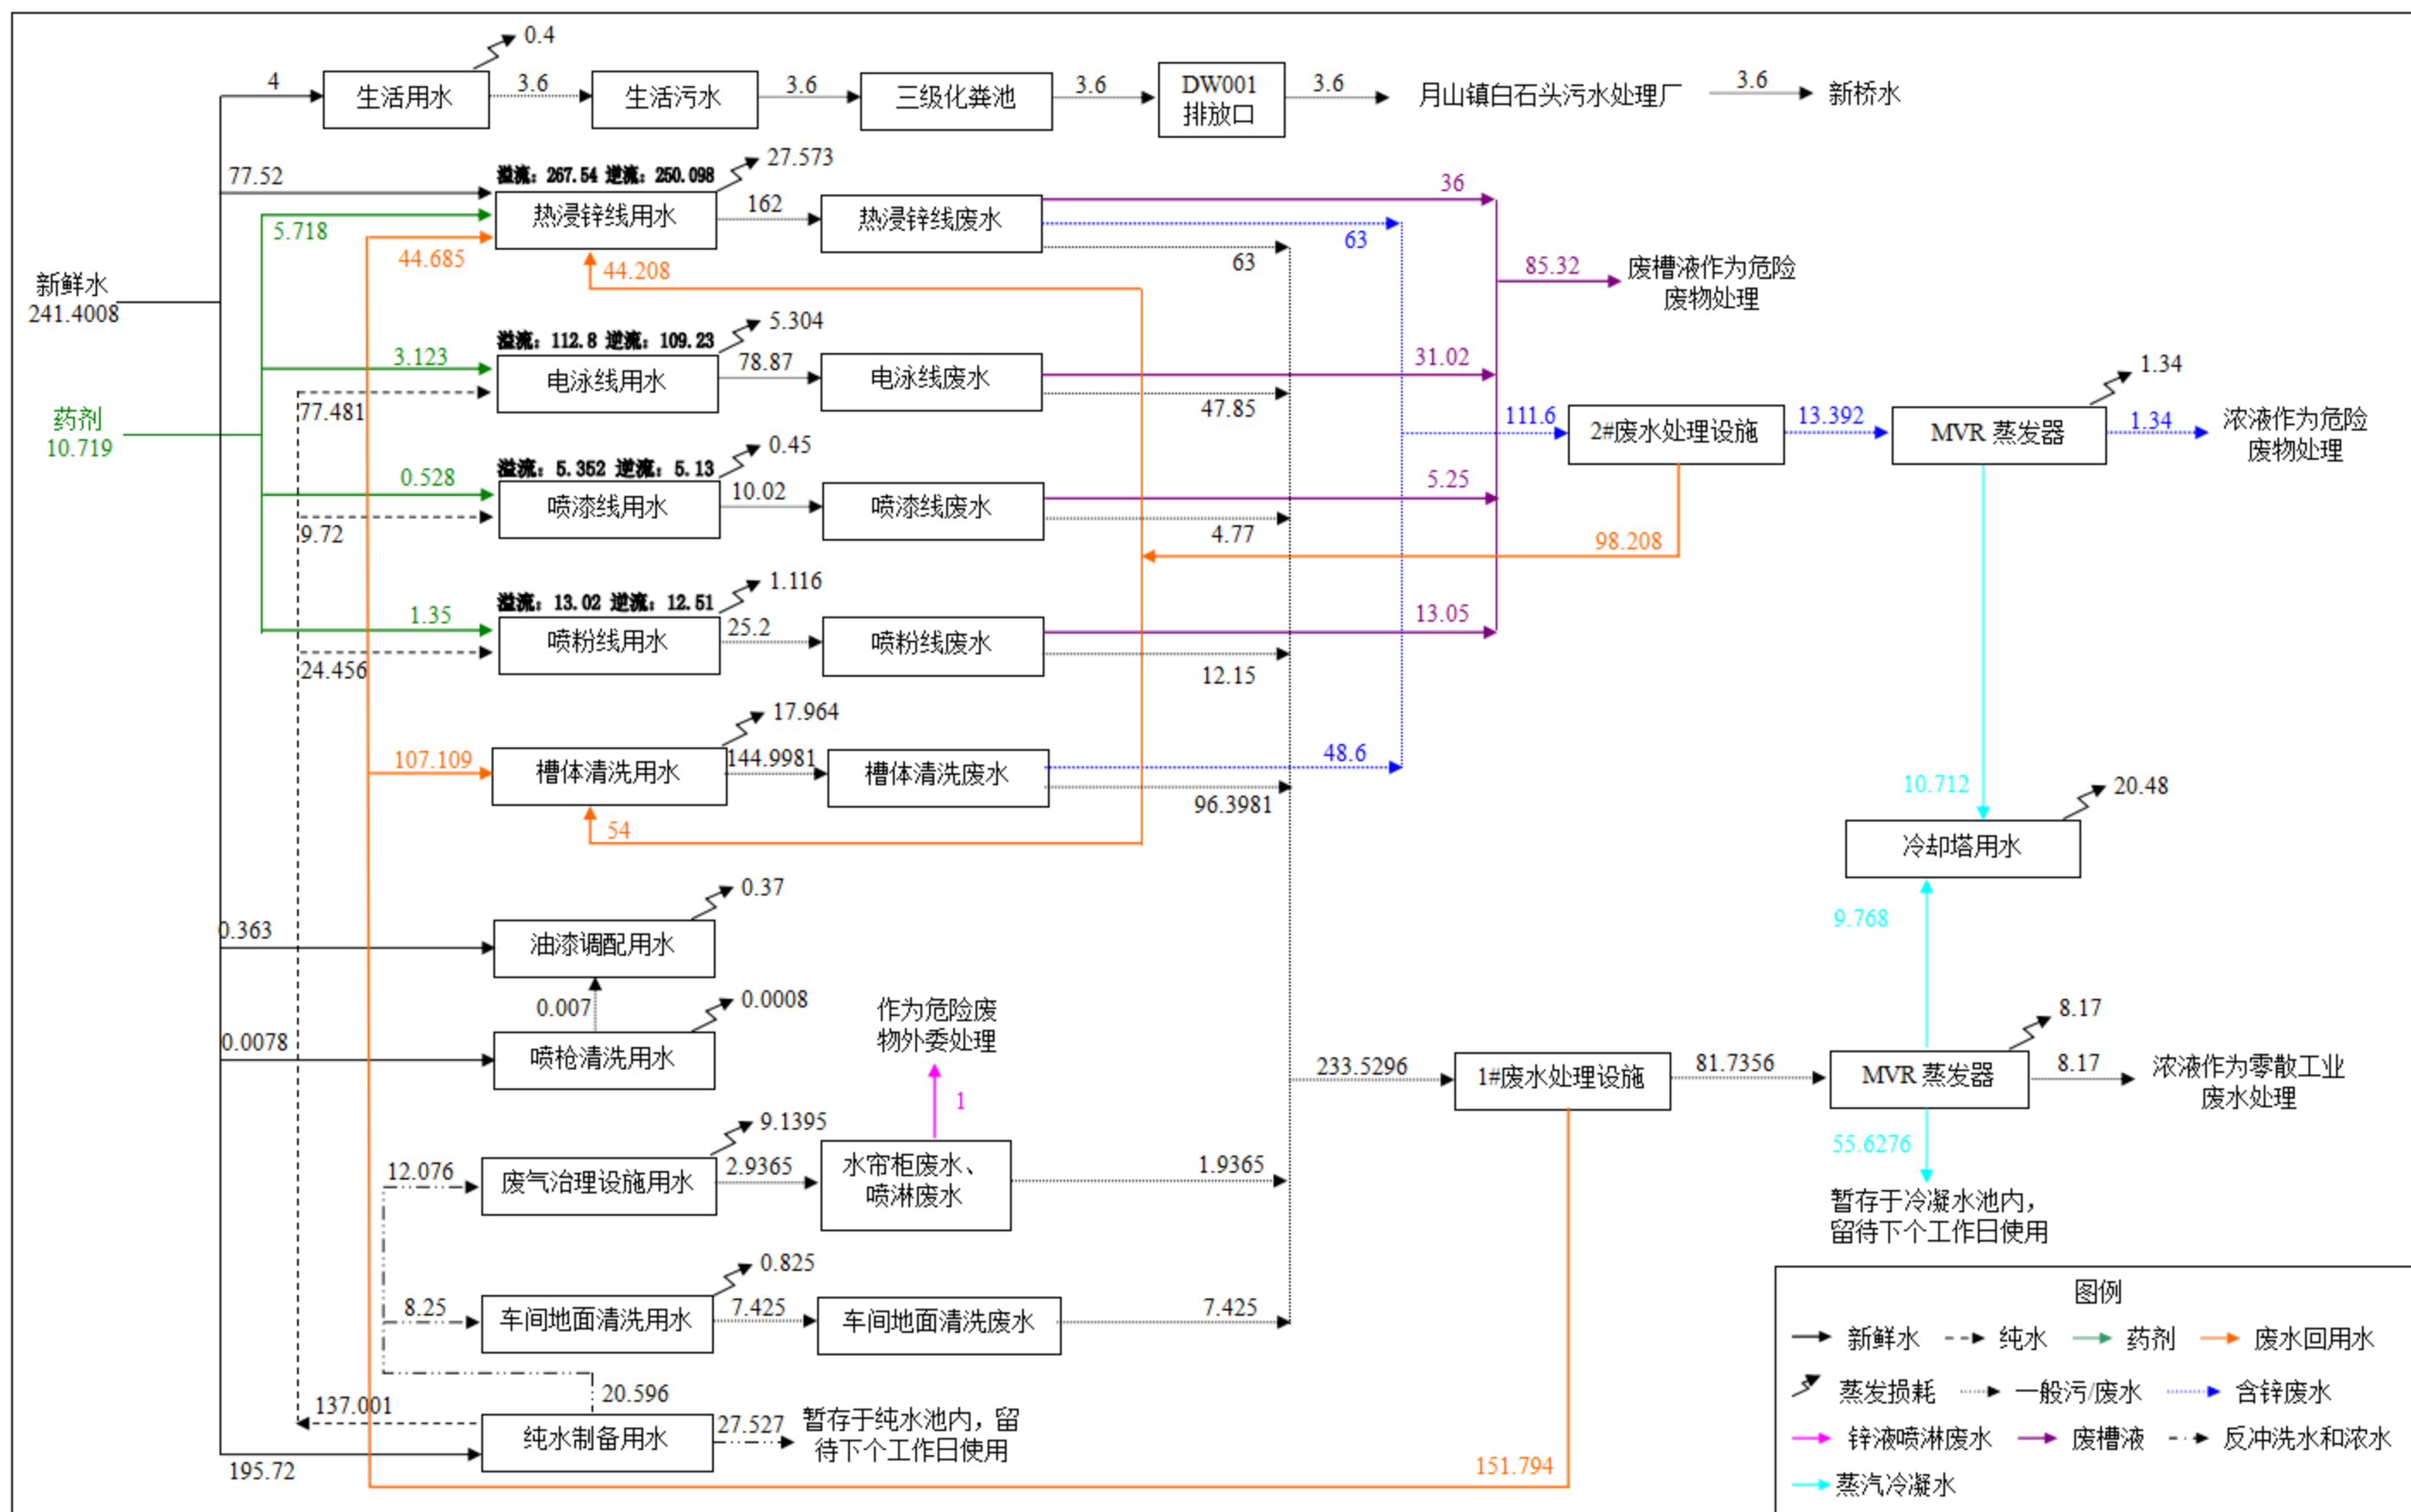 0.4
4
生活用水
3.6
生活污水
3.6
三级化粪池
3.6
DW001
排放口
3.6
月山镇白石头污水处理厂
3.6
新桥水
77.52
溢流：267.54 逆流：250.098
27.573
5.718
热浸锌线用水
162
热浸锌线废水
36
44.685
44.208
63
63
新鲜水
241.4008
85.32
废槽液作为危险
废物处理
溢流：112.8 逆流：109.23
5.304
3.123
电泳线用水
78.87
电泳线废水
31.02
77.481
47.85
药剂
10.719
111.6
2#废水处理设施
13.392
MVR 蒸发器
1.34
1.34
浓液作为危险
废物处理
溢流：5.352 逆流：5.13
0.45
0.528
喷漆线用水
10.02
喷漆线废水
5.25
9.72
4.77
98.208
溢流：13.02 逆流：12.51
1.116
1.35
喷粉线用水
25.2
喷粉线废水
13.05
24.456
12.15
17.964
107.109
槽体清洗用水
144.9981
槽体清洗废水
48.6
96.3981
54
10.712
20.48
冷却塔用水
9.768
0.37
0.363
油漆调配用水
0.007
0.0008
0.0078
喷枪清洗用水
作为危险废
物外委处理
1
233.5296
1#废水处理设施
81.7356
MVR 蒸发器
8.17
8.17
浓液作为零散工业
废水处理
55.6276
暂存于冷凝水池内，
留待下个工作日使用
9.1395
12.076
废气治理设施用水
2.9365
水帘柜废水、
喷淋废水
1.9365
0.825
8.25
车间地面清洗用水
7.425
车间地面清洗废水
7.425
20.596
137.001
纯水制备用水
27.527
暂存于纯水池内，留
待下个工作日使用
195.72
151.794
图例
新鲜水 纯水 药剂 废水回用水
蒸发损耗 一般污/废水 含锌废水
锌液喷淋废水 废槽液 反冲洗水和浓水
蒸汽冷凝水